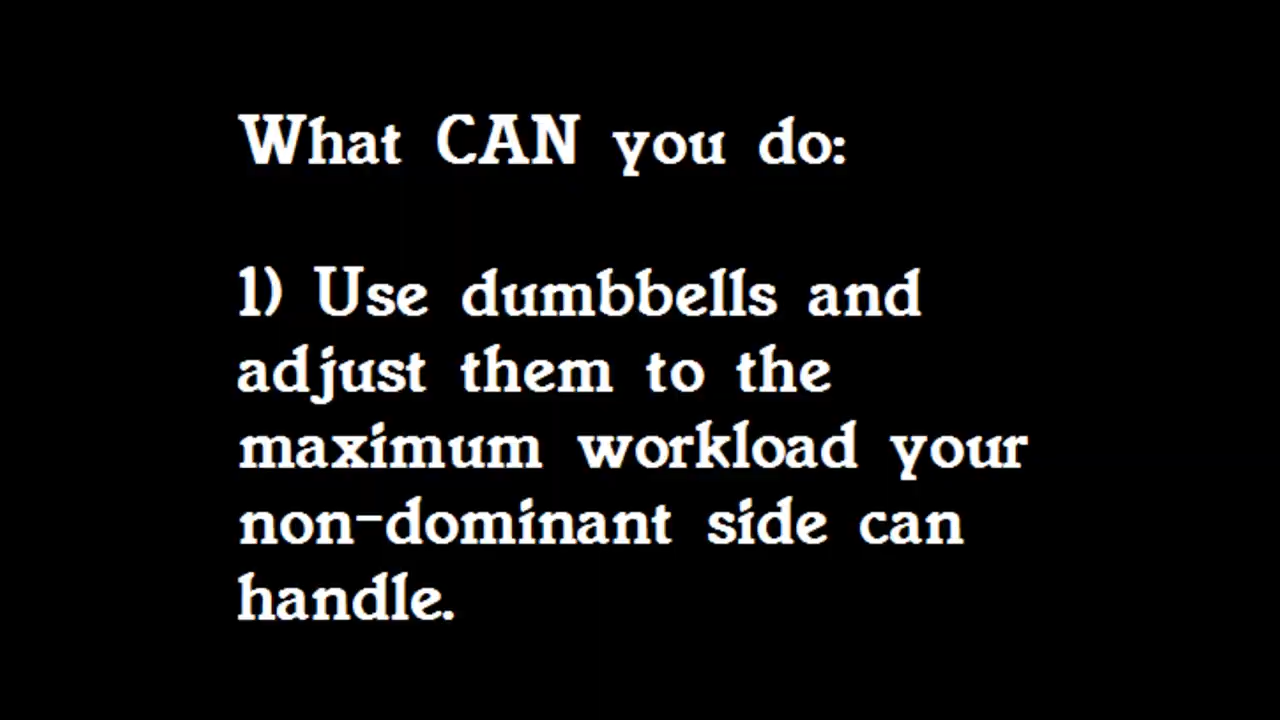 What CAN you do:
1) Use dumbbells and
adjust them to the
maximum workload your
non-dominant side can
handle.